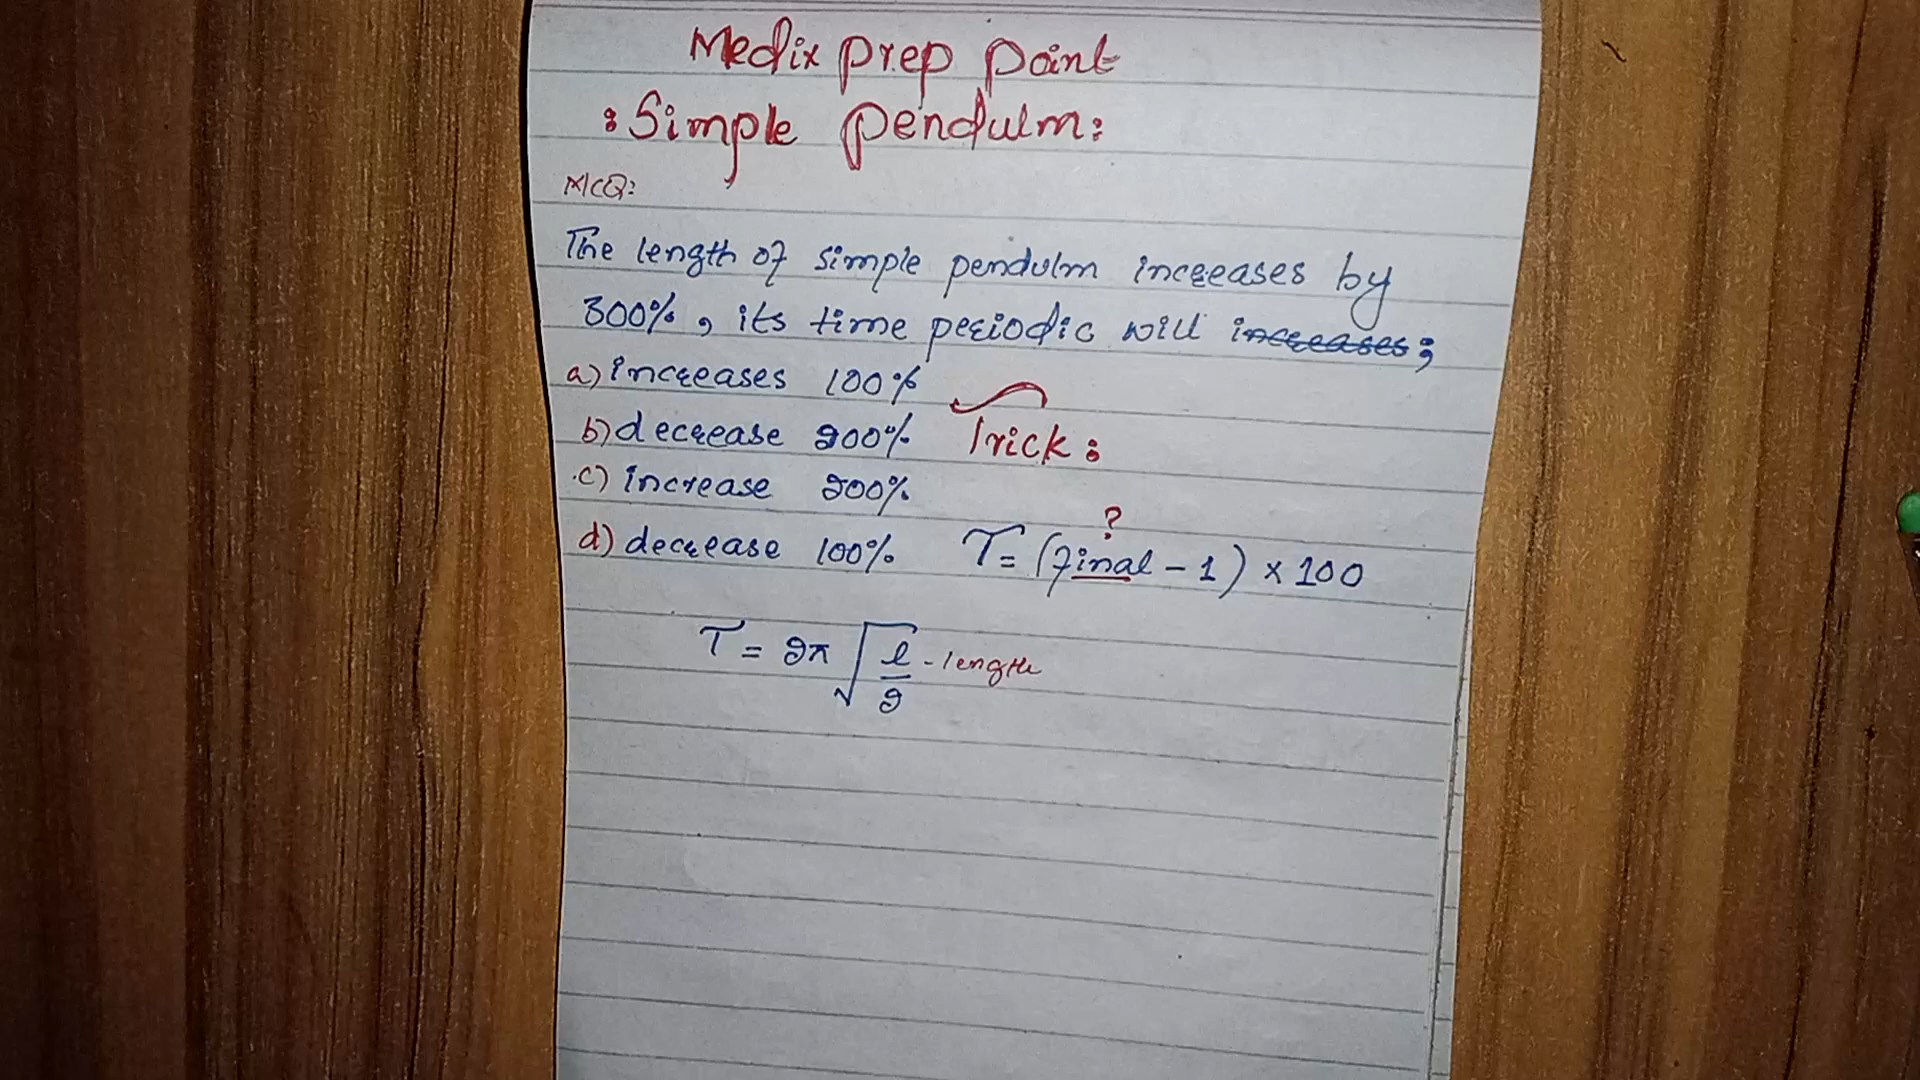 Medix prep point
:Simple pendulm:
MCQ:
The length of simple pendulm increases by
300%, its time periodic will increases;
a) increases 100%
b) decrease 200% Trick:
c) increase 200%
?
d) decrease 100% T = (final - 1) × 100
T = 2π √l/g - length